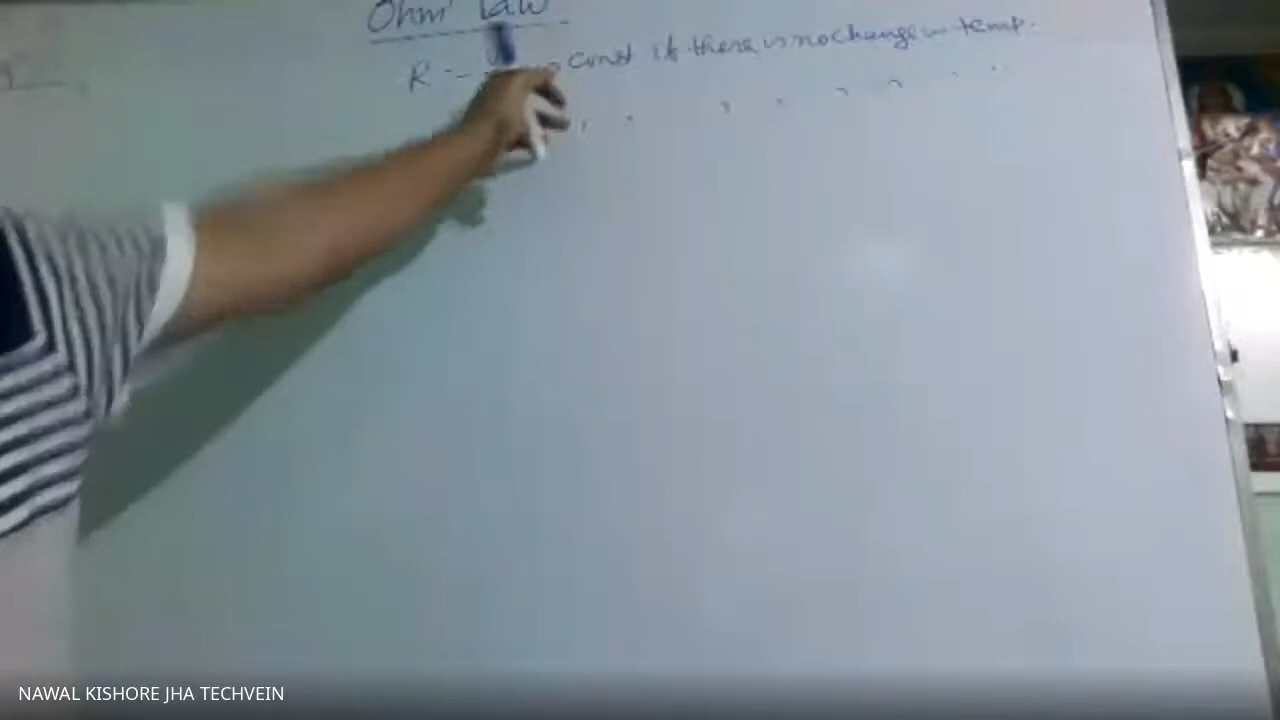 Ohm' Law
R = const if there is no change in temp.
NAWAL KISHORE JHA TECHVEIN